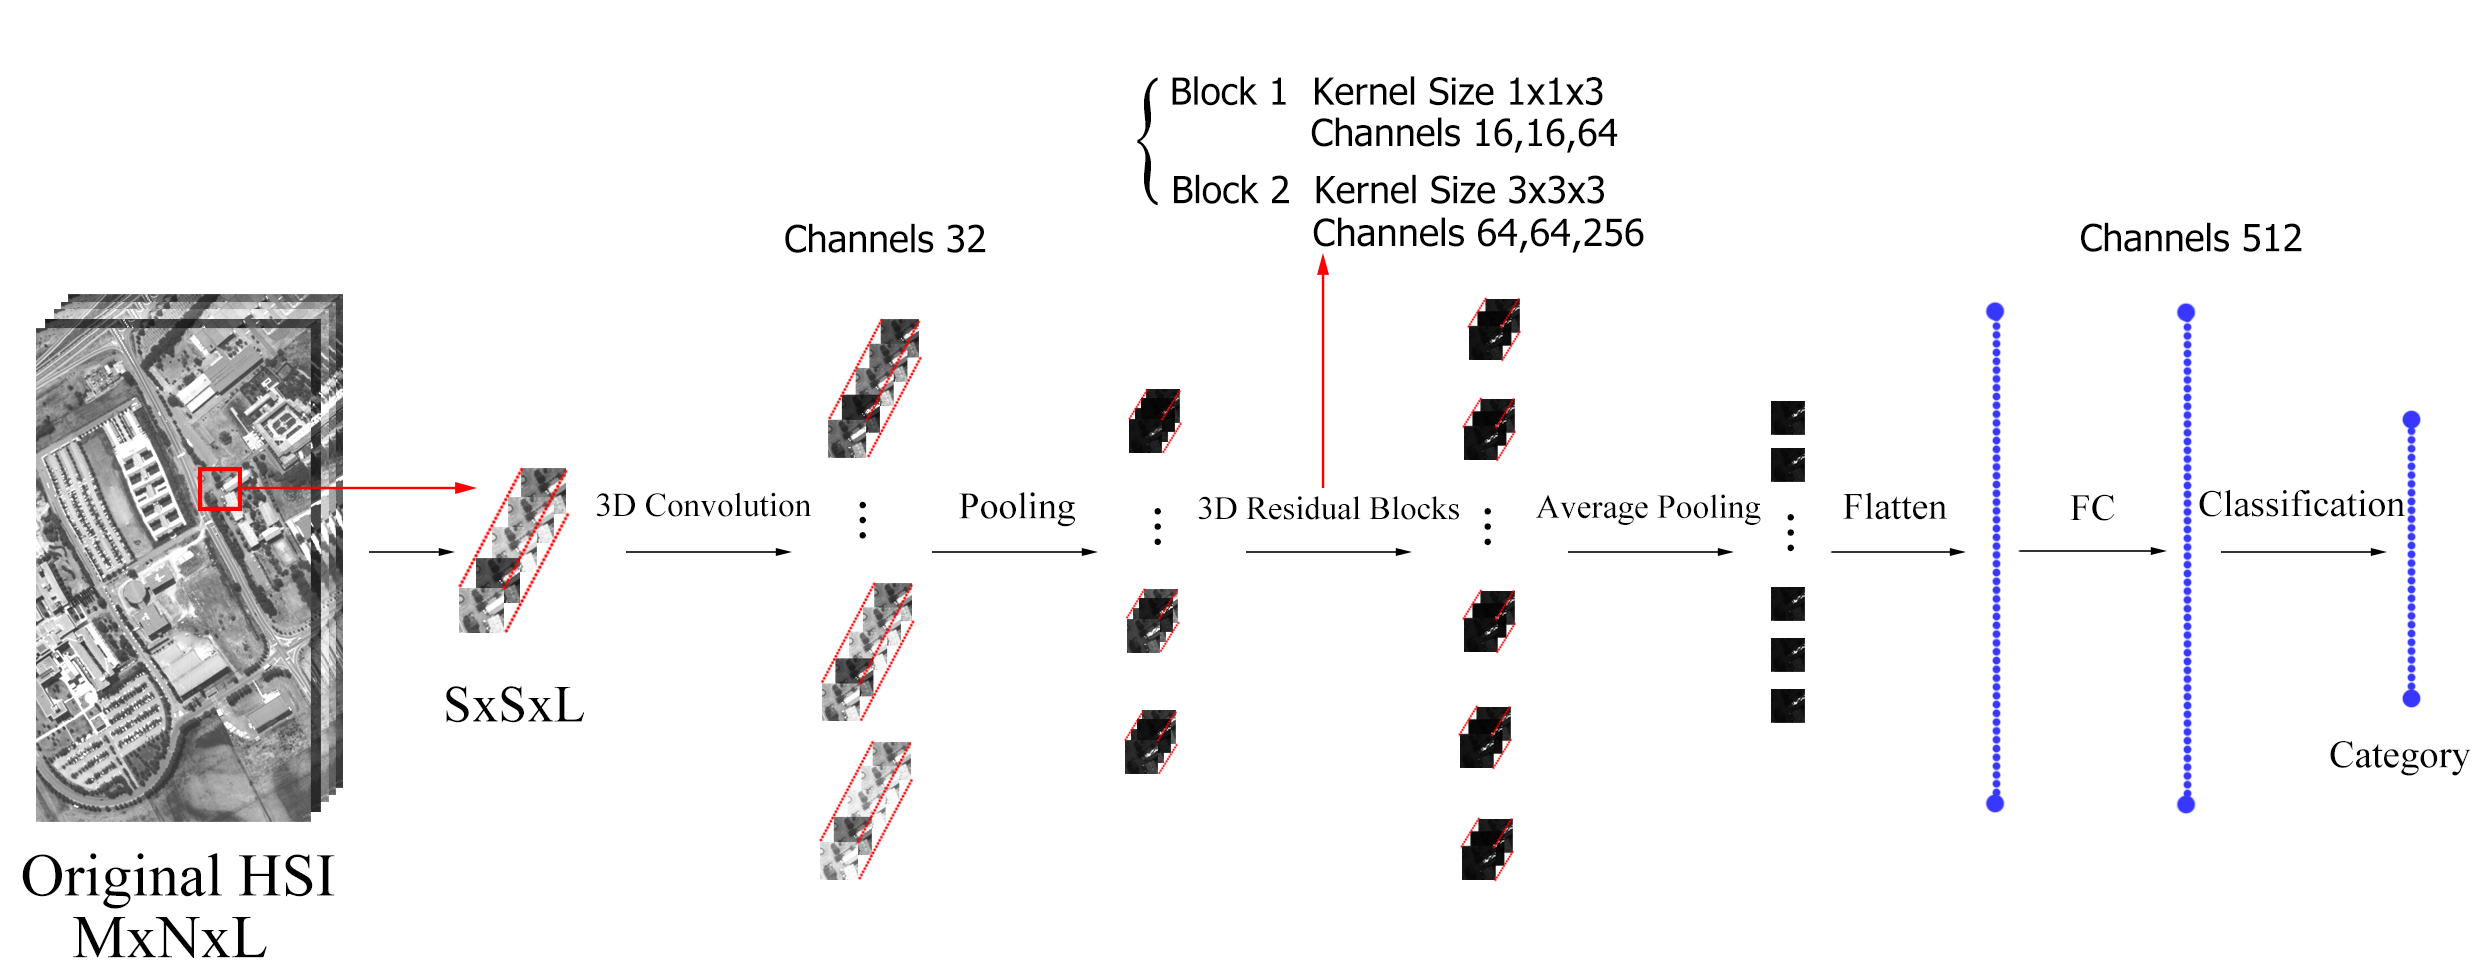 Block 1 Kernel Size 1x1x3
Channels 16,16,64
Block 2 Kernel Size 3x3x3
Channels 64,64,256
Channels 32
Channels 512
3D Convolution
Pooling
3D Residual Blocks
Average Pooling
Flatten
FC
Classification
SxSxL
Category
Original HSI
MxNxL